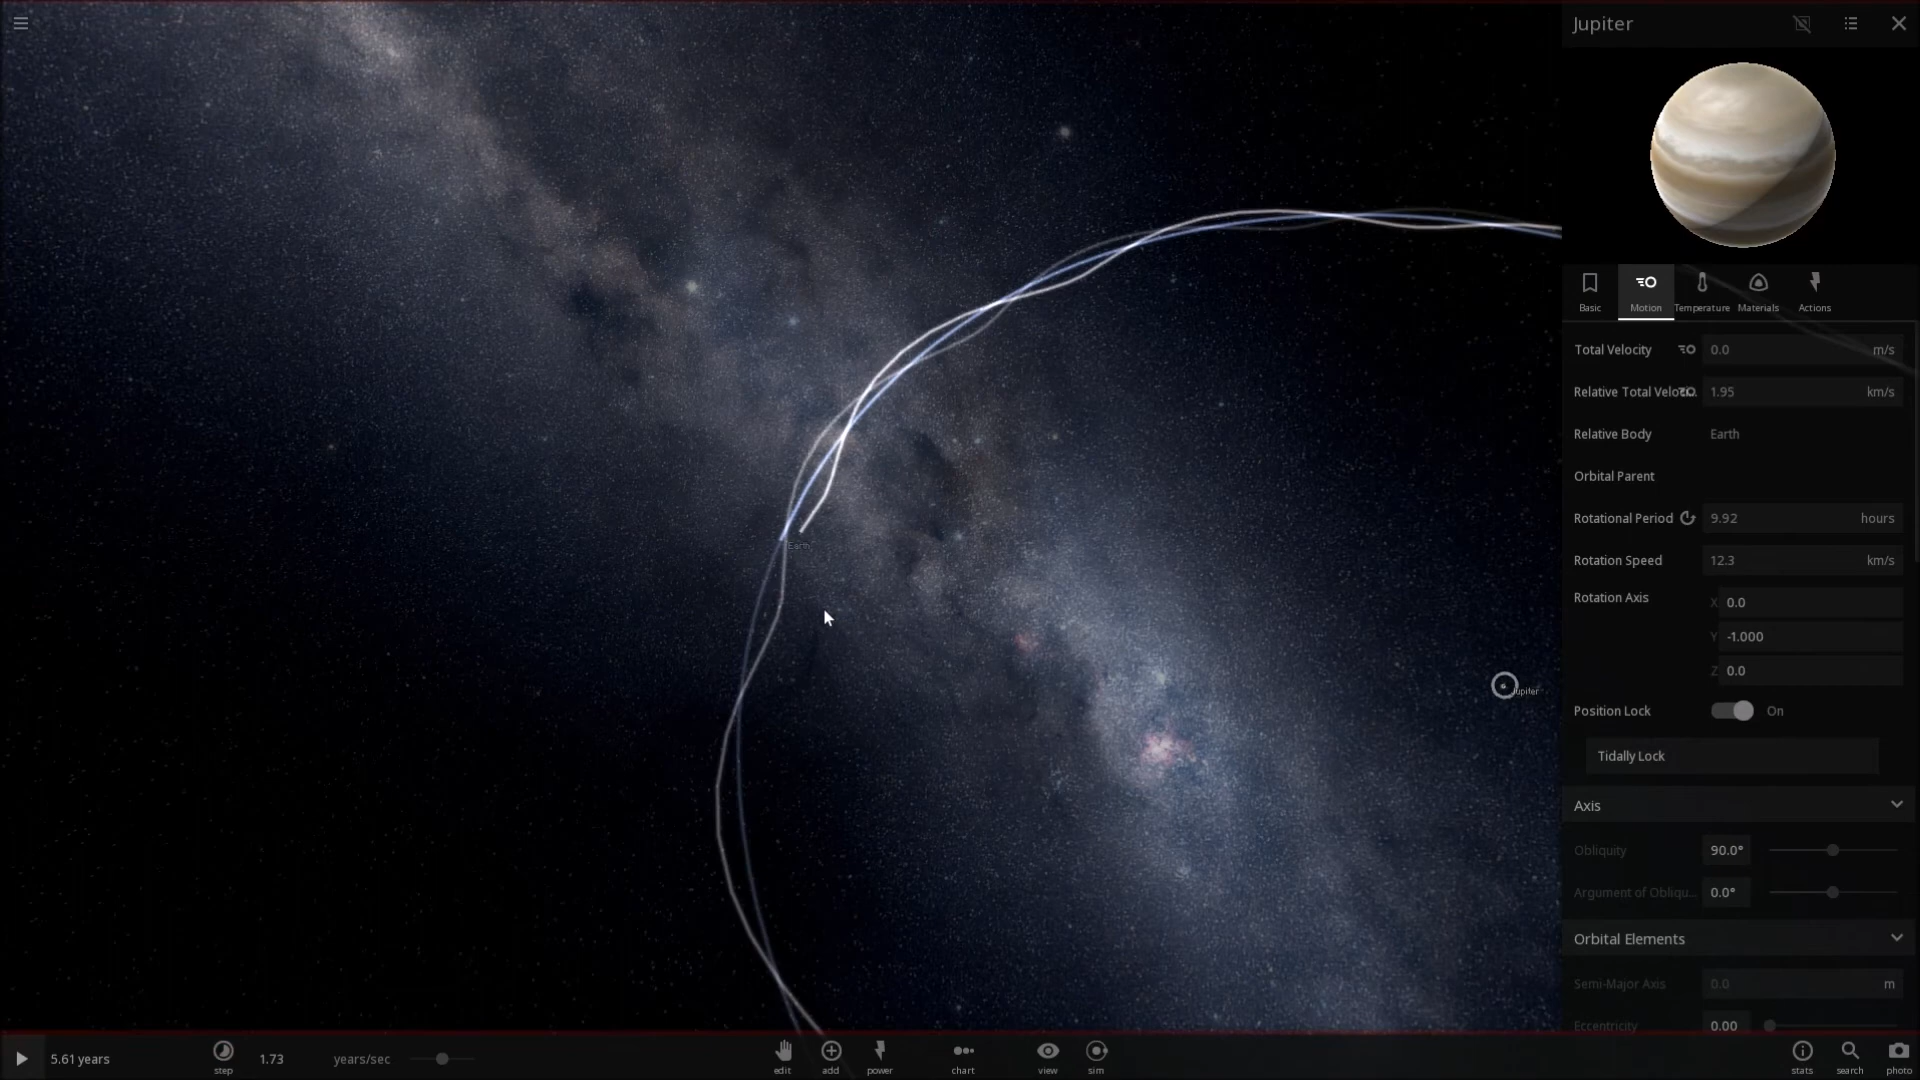 Jupiter
Basic
Motion
Temperature
Materials
Actions
Total Velocity 0.0 m/s
Relative Total 1.95 km/s
Relative Body Earth
Orbital Parent
Rotational Period 9.92 hours
Rotation Speed 12.3 km/s
Rotation Axis X 0.0
Y -1.000
Z 0.0
Position Lock On
Tidally Lock
Axis
Obliquity 90.0°
Argument of Obliqu... 0.0°
Orbital Elements
Semi-Major Axis 0.0 m
Eccentricity 0.00
Earth
Jupiter
5.61 years
step
1.73 years/sec
edit
add
power
chart
view
sim
stats
search
photo